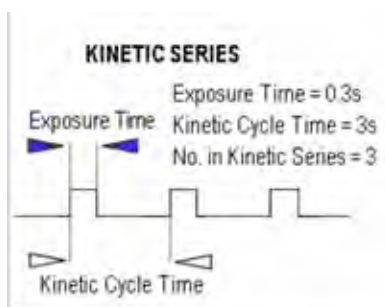 KINETIC SERIES
Exposure Time = 0.3s
Exposure Time
Kinetic Cycle Time = 3s
No. in Kinetic Series = 3
Kinetic Cycle Time